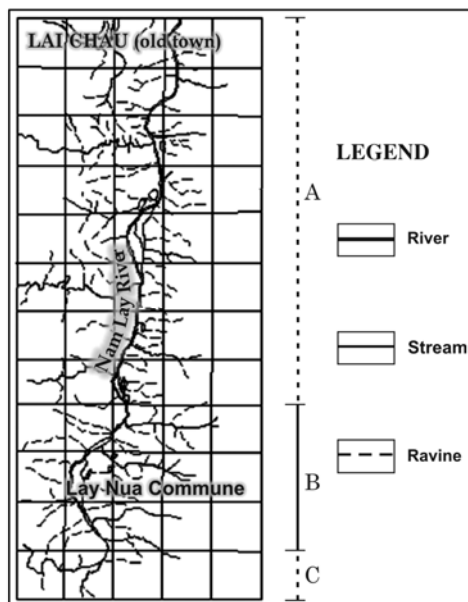 LAI CHAU (old town)
A
LEGEND
River
Nam Lay River
Stream
Ravine
Lay Nua Commune
B
C